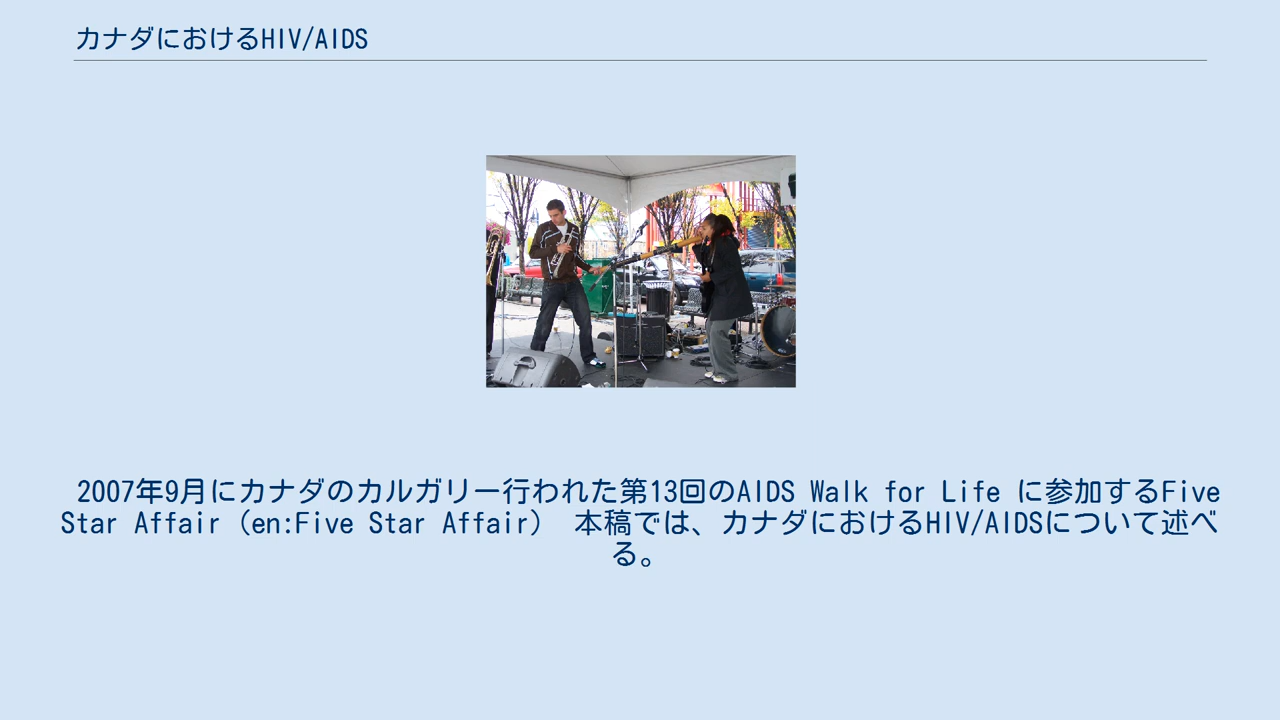 カナダにおけるHIV/AIDS
2007年9月にカナダのカルガリー行われた第13回のAIDS Walk for Life に参加するFive
Star Affair（en:Five Star Affair） 本稿では、カナダにおけるHIV/AIDSについて述べ
る。